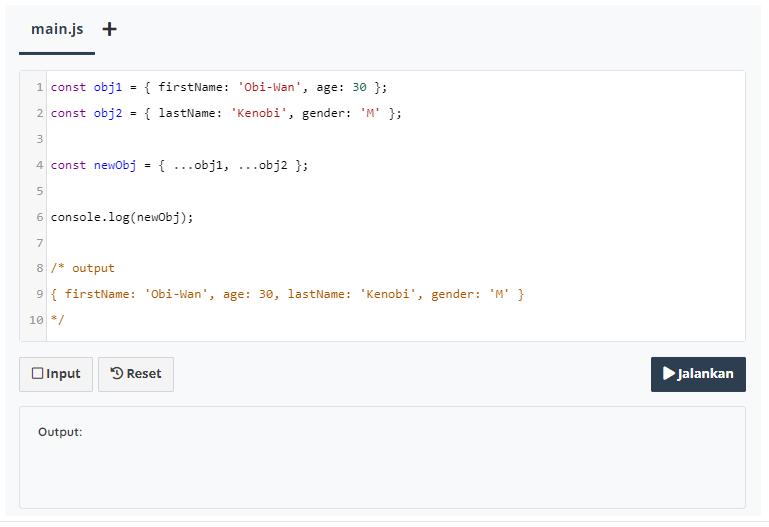 main.js +
1 const obj1 = { firstName: 'Obi-Wan', age: 30 };
2 const obj2 = { lastName: 'Kenobi', gender: 'M' };
3
4 const newObj = { ...obj1, ...obj2 };
5
6 console.log(newObj);
7
8 /* output
9 { firstName: 'Obi-Wan', age: 30, lastName: 'Kenobi', gender: 'M' }
10 */
Input Reset Jalankan
Output: